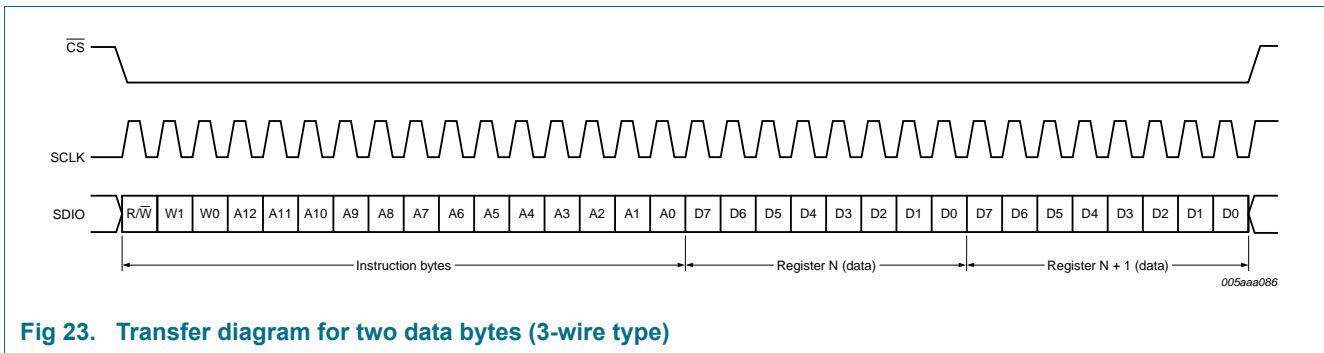 CS
SCLK
SDIO R/W W1 W0 A12 A11 A10 A9 A8 A7 A6 A5 A4 A3 A2 A1 A0 D7 D6 D5 D4 D3 D2 D1 D0 D7 D6 D5 D4 D3 D2 D1 D0
Instruction bytes Register N (data) Register N + 1 (data)
005aaa086
Fig 23. Transfer diagram for two data bytes (3-wire type)